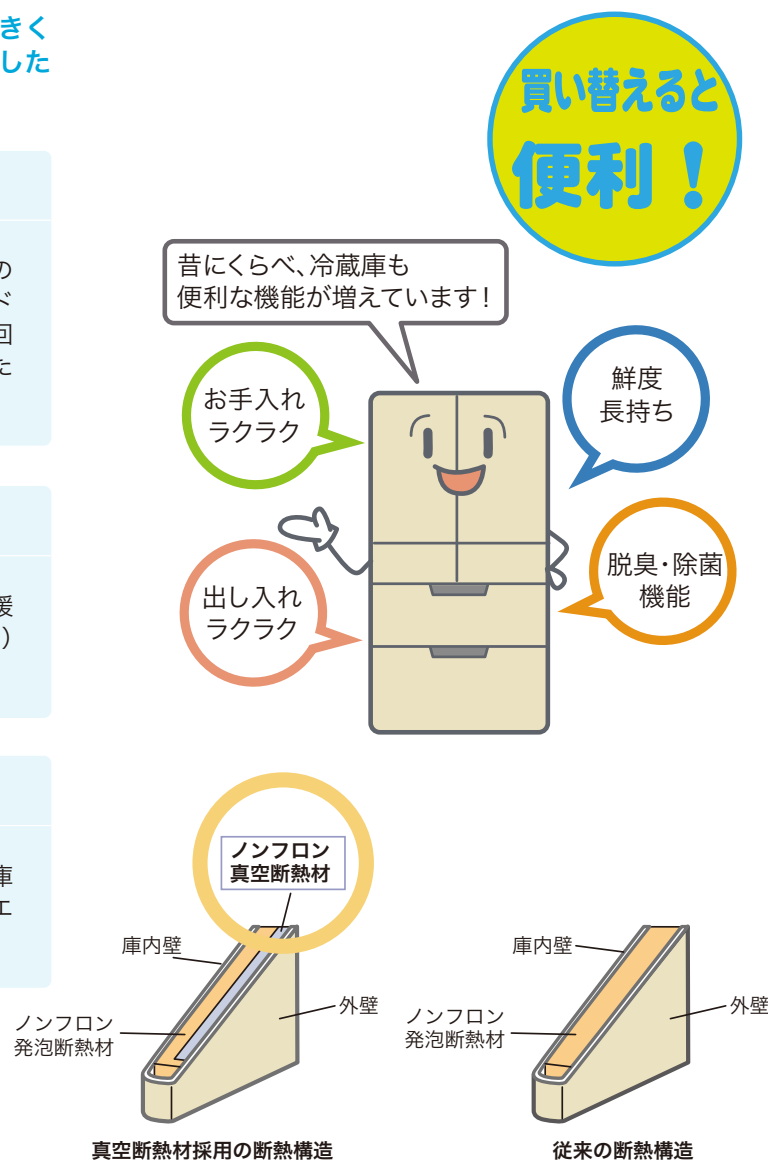 きく
した
の
ド
回
た
援
）
庫
エ
買い替えると
便利！
昔にくらべ、冷蔵庫も
便利な機能が増えています！
お手入れ
ラクラク
鮮度
長持ち
出し入れ
ラクラク
脱臭・除菌
機能
ノンフロン
真空断熱材
庫内壁
外壁
ノンフロン
発泡断熱材
真空断熱材採用の断熱構造
庫内壁
外壁
ノンフロン
発泡断熱材
従来の断熱構造